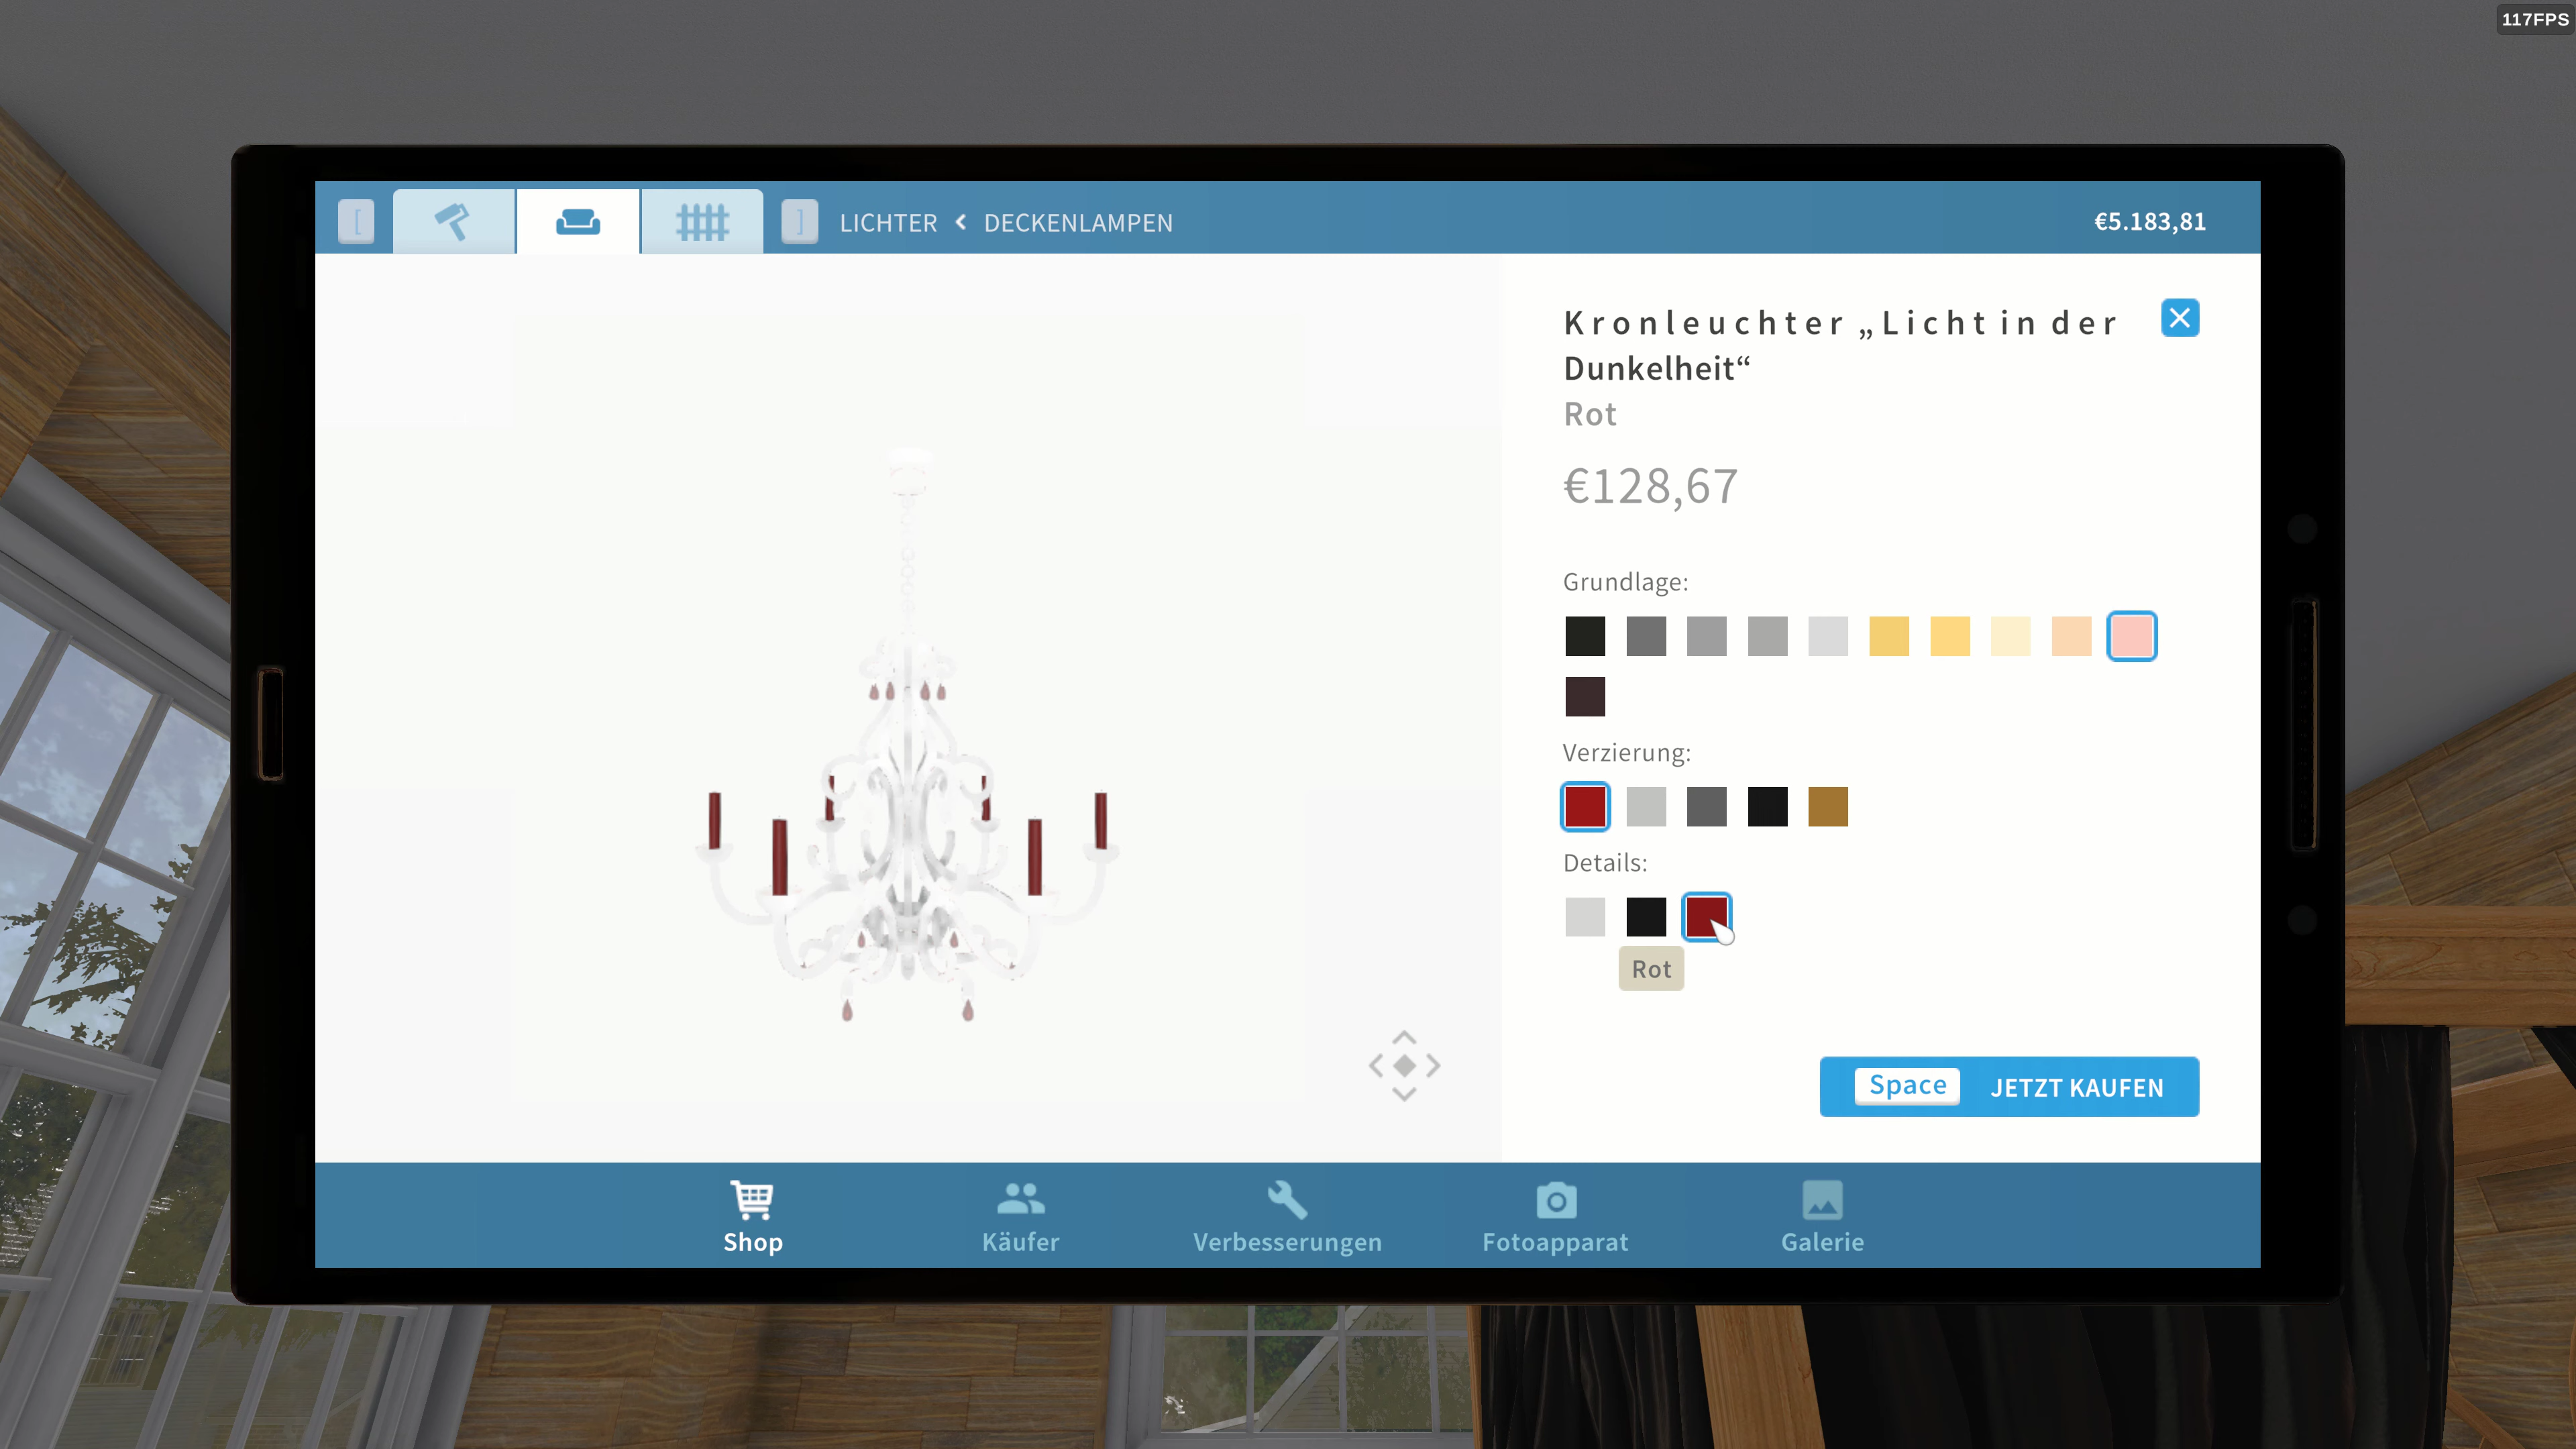 117FPS
[ ] LICHTER < DECKENLAMPEN €5.183,81
Kronleuchter „Licht in der
Dunkelheit“
Rot
€128,67
Grundlage:
Verzierung:
Details:
Rot
Space JETZT KAUFEN
Shop Käufer Verbesserungen Fotoapparat Galerie